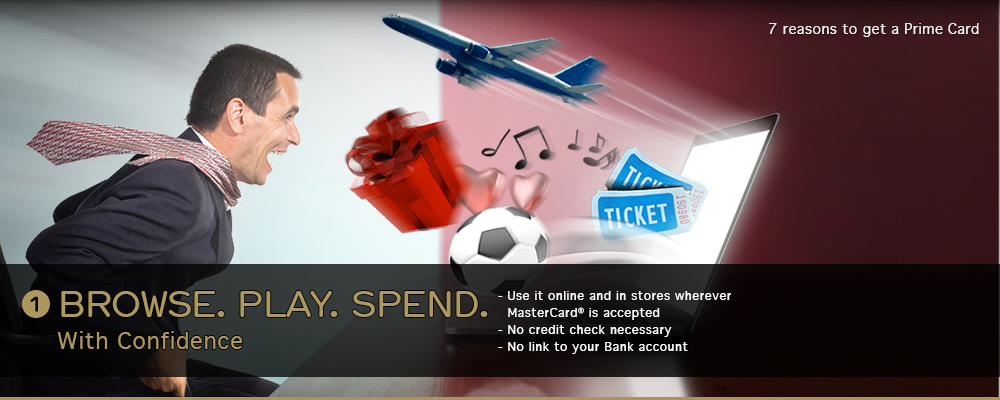 7 reasons to get a Prime Card
TICKET
TICKET
190980
1 BROWSE. PLAY. SPEND.
With Confidence
- Use it online and in stores wherever
MasterCard® is accepted
- No credit check necessary
- No link to your Bank account